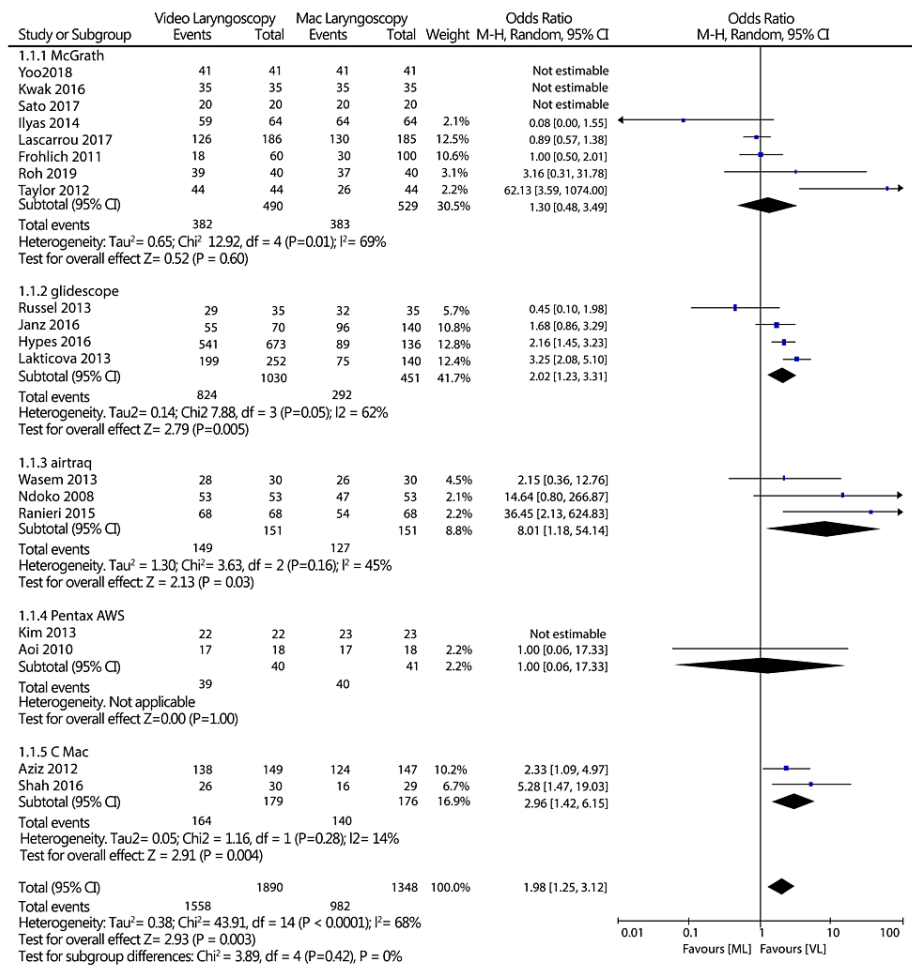 Video Laryngoscopy Mac Laryngoscopy Odds Ratio Odds Ratio
Study or Subgroup Events Total Events Total Weight M-H, Random, 95% CI M-H, Random, 95% CI
1.1.1 McGrath
Yoo2018 41 41 41 41 Not estimable
Kwak 2016 35 35 35 35 Not estimable
Sato 2017 20 20 20 20 Not estimable
Ilyas 2014 59 64 64 64 2.1% 0.08 [0.00, 1.55]
Lascarrou 2017 126 186 130 185 12.5% 0.89 [0.57, 1.38]
Frohlich 2011 18 60 30 100 10.6% 1.00 [0.50, 2.01]
Roh 2019 39 40 37 40 3.1% 3.16 [0.31, 31.78]
Taylor 2012 44 44 26 44 2.2% 62.13 [3.59, 1074.00]
Subtotal (95% CI) 490 529 30.5% 1.30 [0.48, 3.49]
Total events 382 383
Heterogeneity: Tau²= 0.65; Chi² 12.92, df = 4 (P=0.01); I²= 69%
Test for overall effect Z= 0.52 (P = 0.60)
1.1.2 glidescope
Russel 2013 29 35 32 35 5.7% 0.45 [0.10, 1.98]
Janz 2016 55 70 96 140 10.8% 1.68 [0.86, 3.29]
Hypes 2016 541 673 89 136 12.8% 2.16 [1.45, 3.23]
Lakticova 2013 199 252 75 140 12.4% 3.25 [2.08, 5.10]
Subtotal (95% CI) 1030 451 41.7% 2.02 [1.23, 3.31]
Total events 824 292
Heterogeneity. Tau2= 0.14; Chi2 7.88, df = 3 (P=0.05); I2 = 62%
Test for overall effect Z= 2.79 (P=0.005)
1.1.3 airtraq
Wasem 2013 28 30 26 30 4.5% 2.15 [0.36, 12.76]
Ndoko 2008 53 53 47 53 2.1% 14.64 [0.80, 266.87]
Ranieri 2015 68 68 54 68 2.2% 36.45 [2.13, 624.83]
Subtotal (95% CI) 151 151 8.8% 8.01 [1.18, 54.14]
Total events 149 127
Heterogeneity: Tau² = 1.30; Chi²= 3.63, df = 2 (P=0.16); I² = 45%
Test for overall effect: Z = 2.13 (P = 0.03)
1.1.4 Pentax AWS
Kim 2013 22 22 23 23 Not estimable
Aoi 2010 17 18 17 18 2.2% 1.00 [0.06, 17.33]
Subtotal (95% CI) 40 41 2.2% 1.00 [0.06, 17.33]
Total events 39 40
Heterogeneity. Not applicable
Test for overall effect Z=0.00 (P=1.00)
1.1.5 C Mac
Aziz 2012 138 149 124 147 10.2% 2.33 [1.09, 4.97]
Shah 2016 26 30 16 29 6.7% 5.28 [1.47, 19.03]
Subtotal (95% CI) 179 176 16.9% 2.96 [1.42, 6.15]
Total events 164 140
Heterogeneity. Tau2= 0.05; Chi2 = 1.16, df = 1 (P=0.28); I2= 14%
Test for overall effect: Z = 2.91 (P = 0.004)
Total (95% CI) 1890 1348 100.0% 1.98 [1.25, 3.12]
Total events 1558 982
Heterogeneity: Tau²= 0.38; Chi²= 43.91, df = 14 (P < 0.0001); I²= 68%
Test for overall effect Z= 2.93 (P = 0.003)
Test for subgroup differences: Chi² = 3.89, df = 4 (P=0.42), P = 0%
0.01 0.1 1 10 100
Favours [ML] Favours [VL]